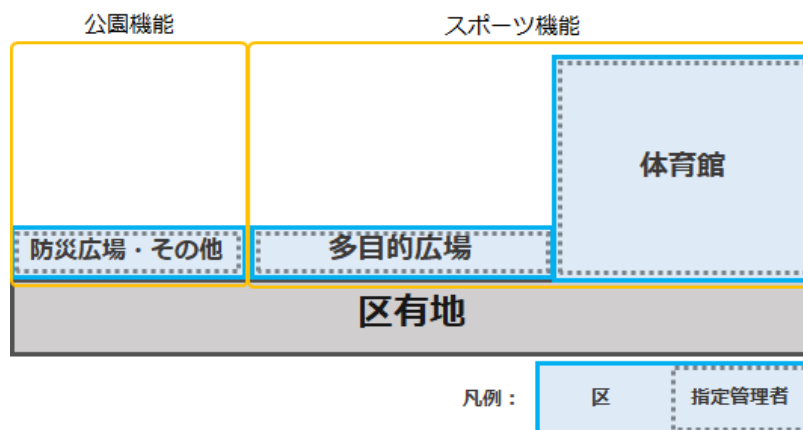 公園機能
スポーツ機能
体育館
防災広場・その他
多目的広場
区有地
凡例：
区
指定管理者